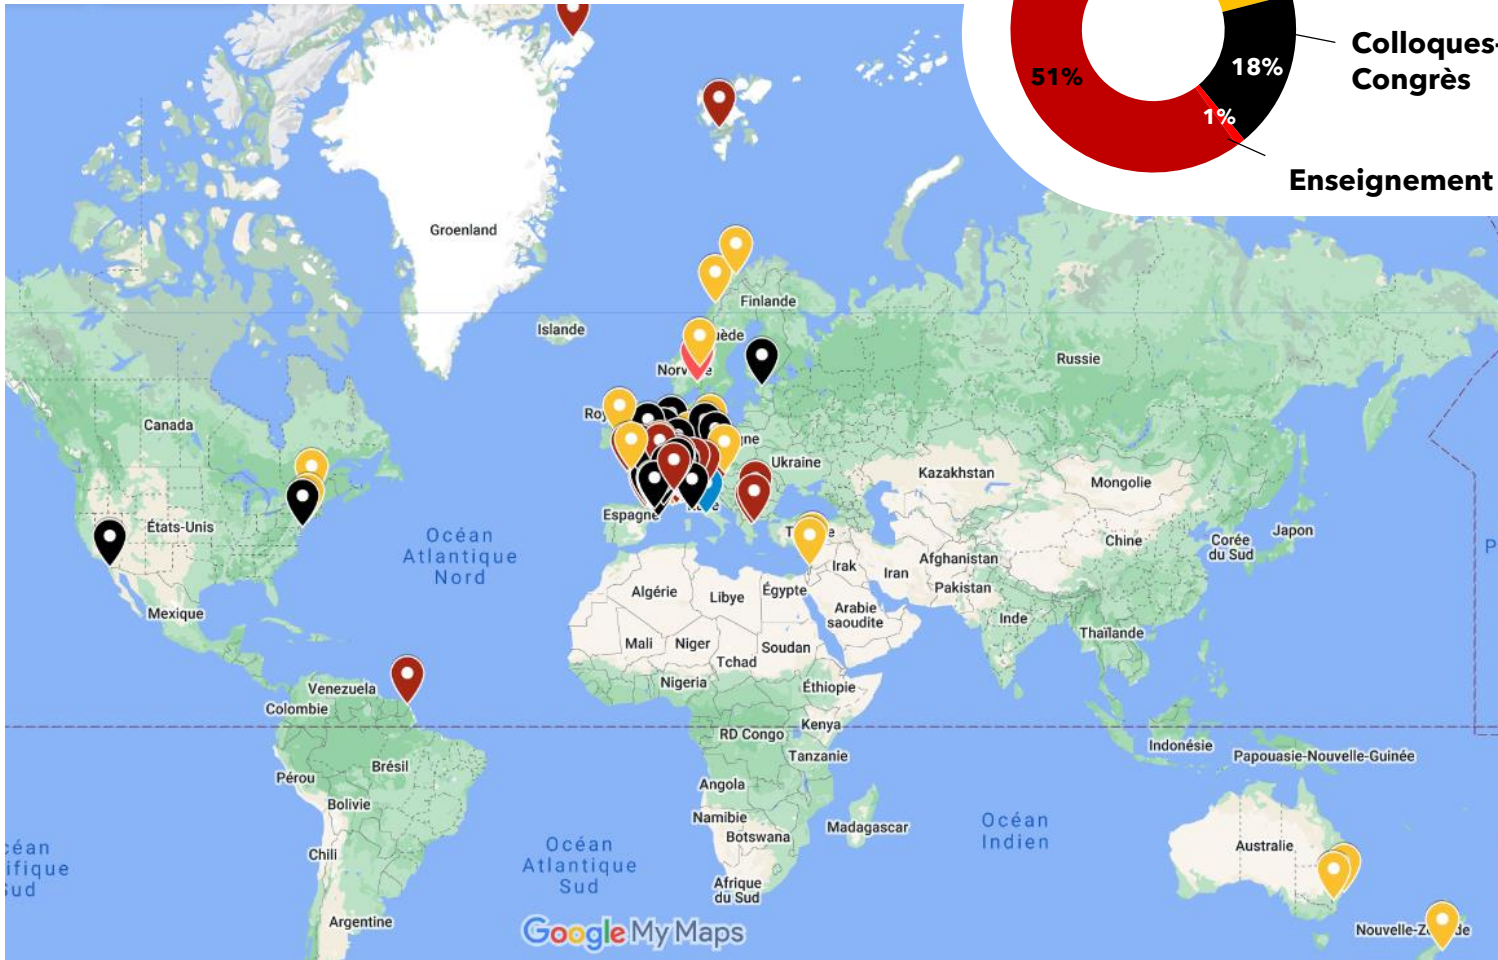 51%
18%
1%
Colloques-
Congrès
Enseignement
Groenland
Islande
Finlande
Russie
Canada
Ukraine
Kazakhstan
Mongolie
États-Unis
Espagne
Océan
Atlantique
Nord
Chine
Corée
du Sud
Japon
Afghanistan
Irak
Iran
Pakistan
Algérie
Libye
Égypte
Arabie
saoudite
Inde
Thaïlande
Mexique
Mali
Niger
Tchad
Soudan
Nigeria
Éthiopie
Venezuela
Colombie
Kenya
RD Congo
Tanzanie
Indonésie
Papouasie-Nouvelle-Guinée
Pérou
Brésil
Bolivie
Angola
Namibie
Botswana
Madagascar
Océan
Indien
Australie
Chili
Océan
Atlantique
Sud
Afrique
du Sud
Argentine
Google My Maps